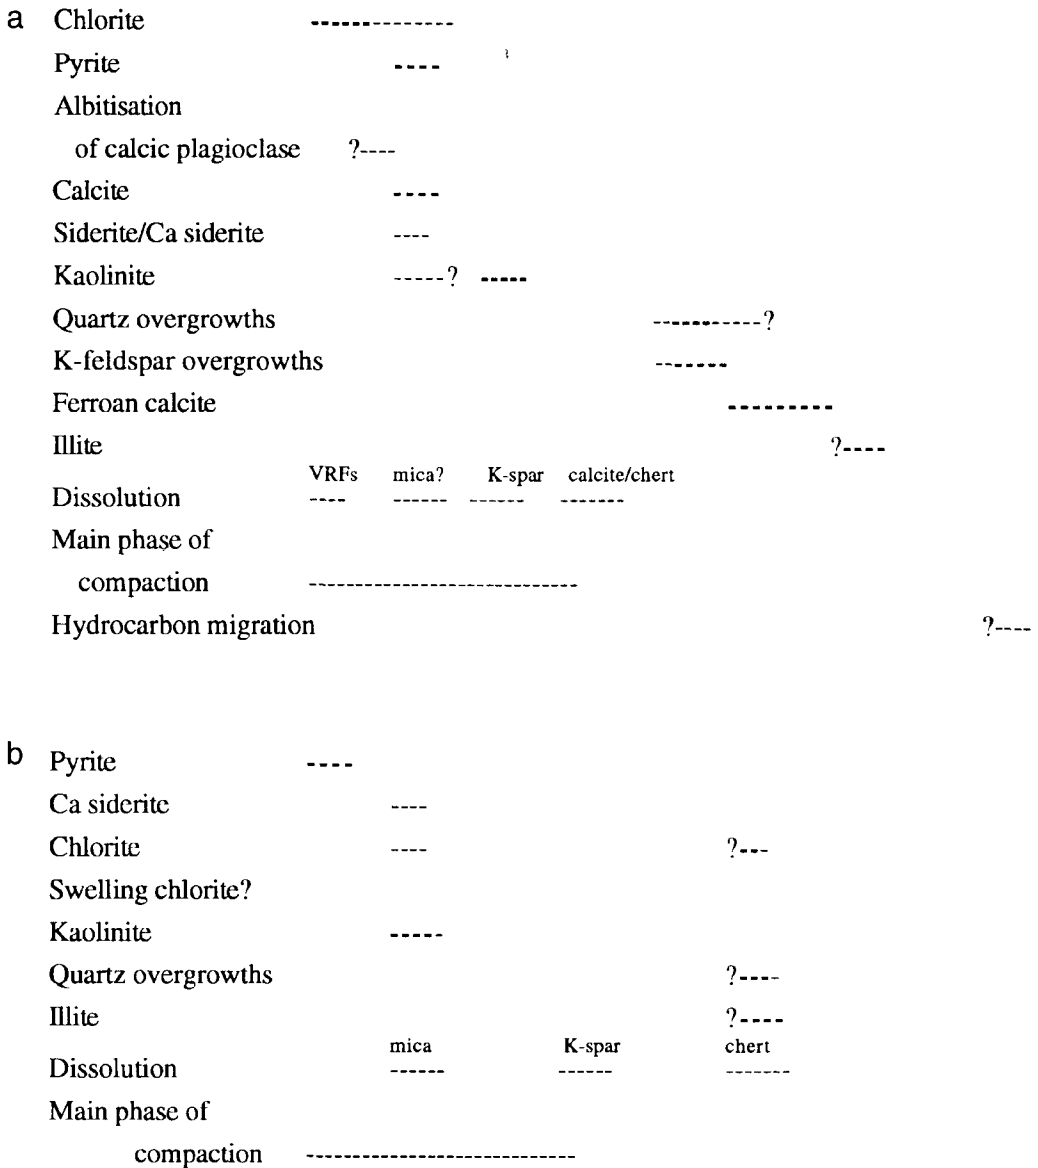 a Chlorite
Pyrite
Albitisation
of calcic plagioclase ?----
Calcite
Siderite/Ca siderite
Kaolinite -----?
Quartz overgrowths -----------?
K-feldspar overgrowths
Ferroan calcite
Illite ?----
VRFs mica? K-spar calcite/chert
Dissolution
Main phase of
compaction
Hydrocarbon migration ?----
b Pyrite
Ca siderite
Chlorite ?---
Swelling chlorite?
Kaolinite
Quartz overgrowths ?----
Illite ?----
mica K-spar chert
Dissolution
Main phase of
compaction